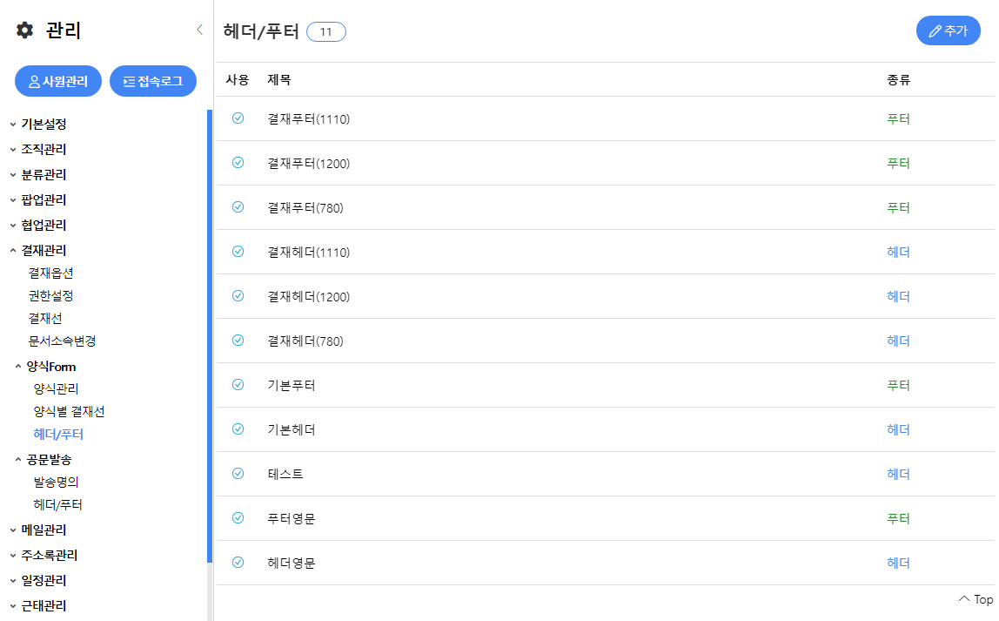 관리
사원관리 접속로그
기본설정
조직관리
분류관리
팝업관리
협업관리
결재관리
결재옵션
권한설정
결재선
문서소속변경
양식Form
양식관리
양식별 결재선
헤더/푸터
공문발송
발송명의
헤더/푸터
메일관리
주소록관리
일정관리
근태관리
헤더/푸터 11
추가
사용 제목 종류
결재푸터(1110) 푸터
결재푸터(1200) 푸터
결재푸터(780) 푸터
결재헤더(1110) 헤더
결재헤더(1200) 헤더
결재헤더(780) 헤더
기본푸터 푸터
기본헤더 헤더
테스트 헤더
푸터영문 푸터
헤더영문 헤더
Top